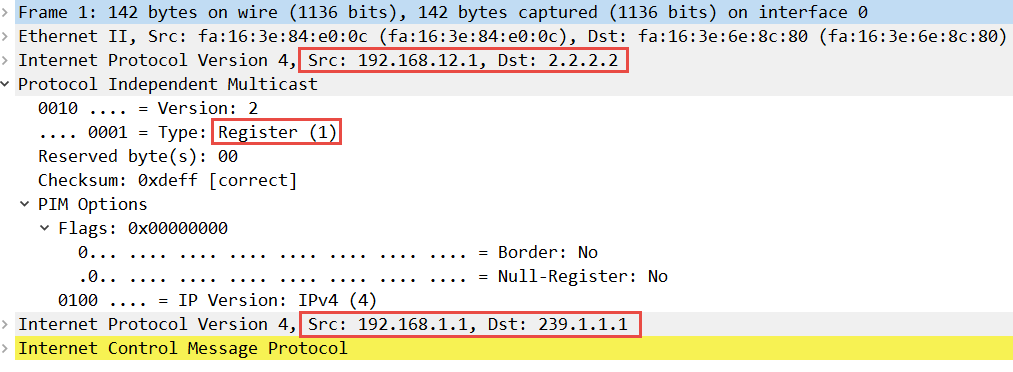 Frame 1: 142 bytes on wire (1136 bits), 142 bytes captured (1136 bits) on interface 0
Ethernet II, Src: fa:16:3e:84:e0:0c (fa:16:3e:84:e0:0c), Dst: fa:16:3e:6e:8c:80 (fa:16:3e:6e:8c:80)
Internet Protocol Version 4, Src: 192.168.12.1, Dst: 2.2.2.2
Protocol Independent Multicast
0010 .... = Version: 2
.... 0001 = Type: Register (1)
Reserved byte(s): 00
Checksum: 0xdeff [correct]
PIM Options
Flags: 0x00000000
0... .... .... .... .... .... .... .... = Border: No
.0.. .... .... .... .... .... .... .... = Null-Register: No
0100 .... = IP Version: IPv4 (4)
Internet Protocol Version 4, Src: 192.168.1.1, Dst: 239.1.1.1
Internet Control Message Protocol